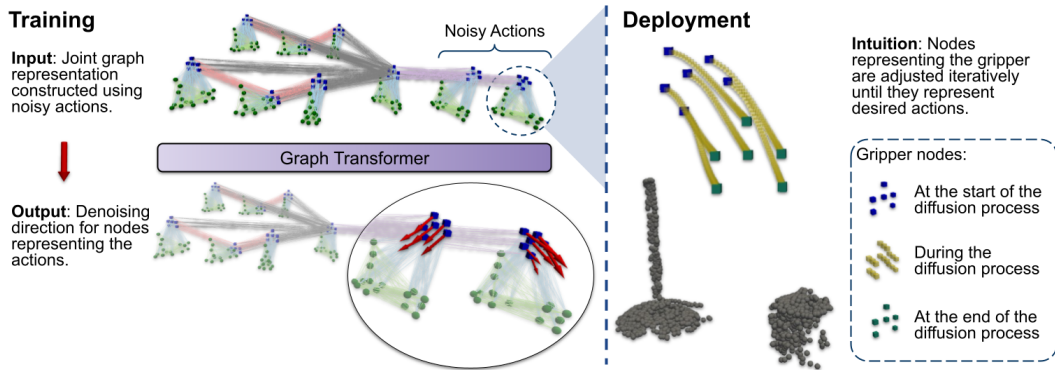 Training
Input: Joint graph
representation
constructed using
noisy actions.
Noisy Actions
Graph Transformer
Output: Denoising
direction for nodes
representing the
actions.
Deployment
Intuition: Nodes
representing the gripper
are adjusted iteratively
until they represent
desired actions.
Gripper nodes:
At the start of the
diffusion process
During the
diffusion process
At the end of the
diffusion process